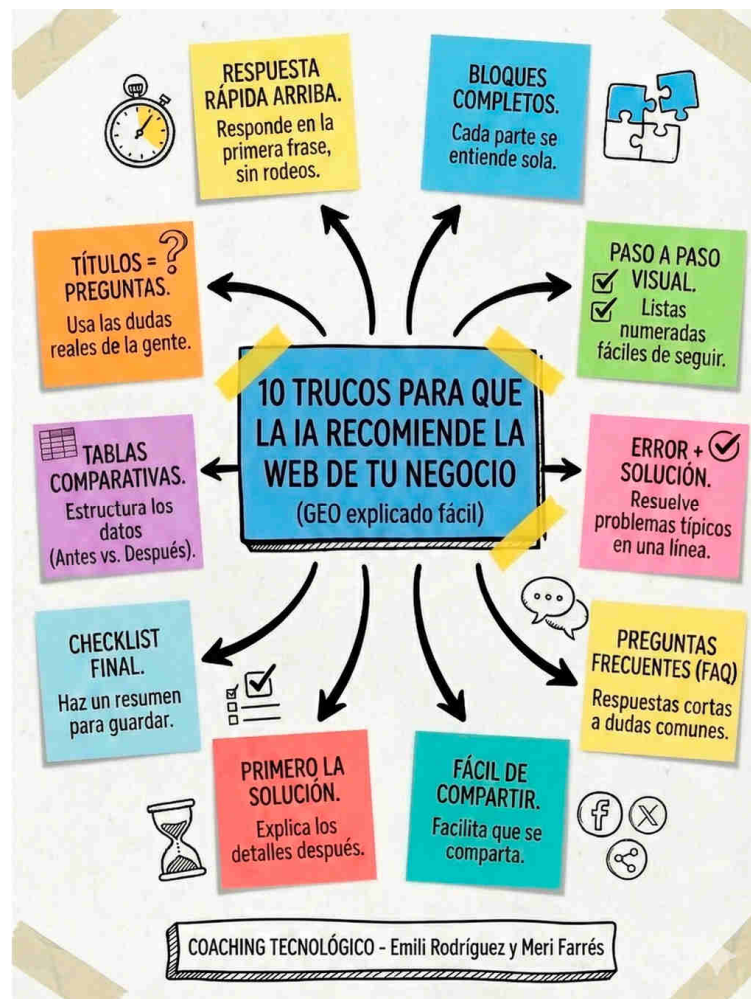 RESPUESTA
RÁPIDA ARRIBA.
Responde en la
primera frase,
sin rodeos.
BLOQUES
COMPLETOS.
Cada parte se
entiende sola.
TÍTULOS = ?
PREGUNTAS.
Usa las dudas
reales de la gente.
PASO A PASO
VISUAL.
Listas
numeradas
fáciles de seguir.
10 TRUCOS PARA QUE
LA IA RECOMIENDE LA
WEB DE TU NEGOCIO
(GEO explicado fácil)
TABLAS
COMPARATIVAS.
Estructura los
datos
(Antes vs. Después).
ERROR +
SOLUCIÓN.
Resuelve
problemas típicos
en una línea.
CHECKLIST
FINAL.
Haz un resumen
para guardar.
PREGUNTAS
FRECUENTES (FAQ)
Respuestas cortas
a dudas comunes.
PRIMERO LA
SOLUCIÓN.
Explica los
detalles después.
FÁCIL DE
COMPARTIR.
Facilita que se
comparta.
COACHING TECNOLÓGICO - Emili Rodríguez y Meri Farrés